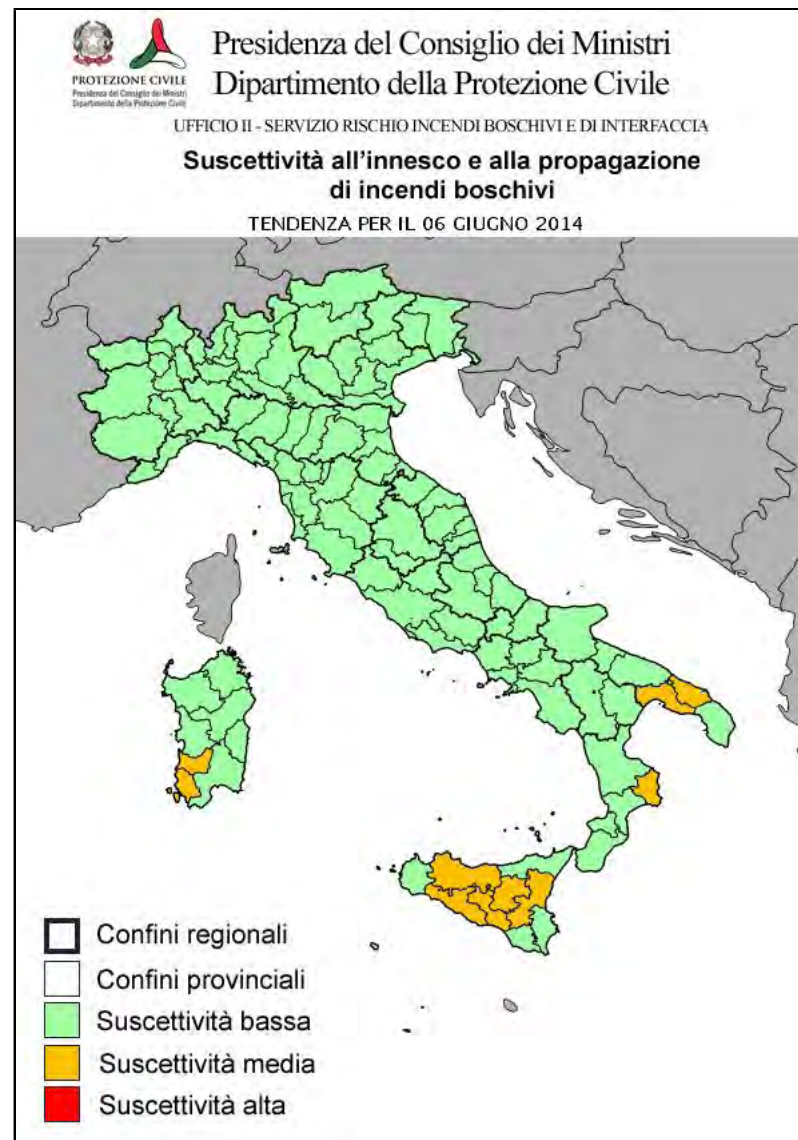 Presidenza del Consiglio dei Ministri
Dipartimento della Protezione Civile
PROTEZIONE CIVILE
Presidenza del Consiglio dei Ministri
Dipartimento della Protezione Civile
UFFICIO II - SERVIZIO RISCHIO INCENDI BOSCHIVI E DI INTERFACCIA
Suscettività all'innesco e alla propagazione
di incendi boschivi
TENDENZA PER IL 06 GIUGNO 2014
Confini regionali
Confini provinciali
Suscettività bassa
Suscettività media
Suscettività alta